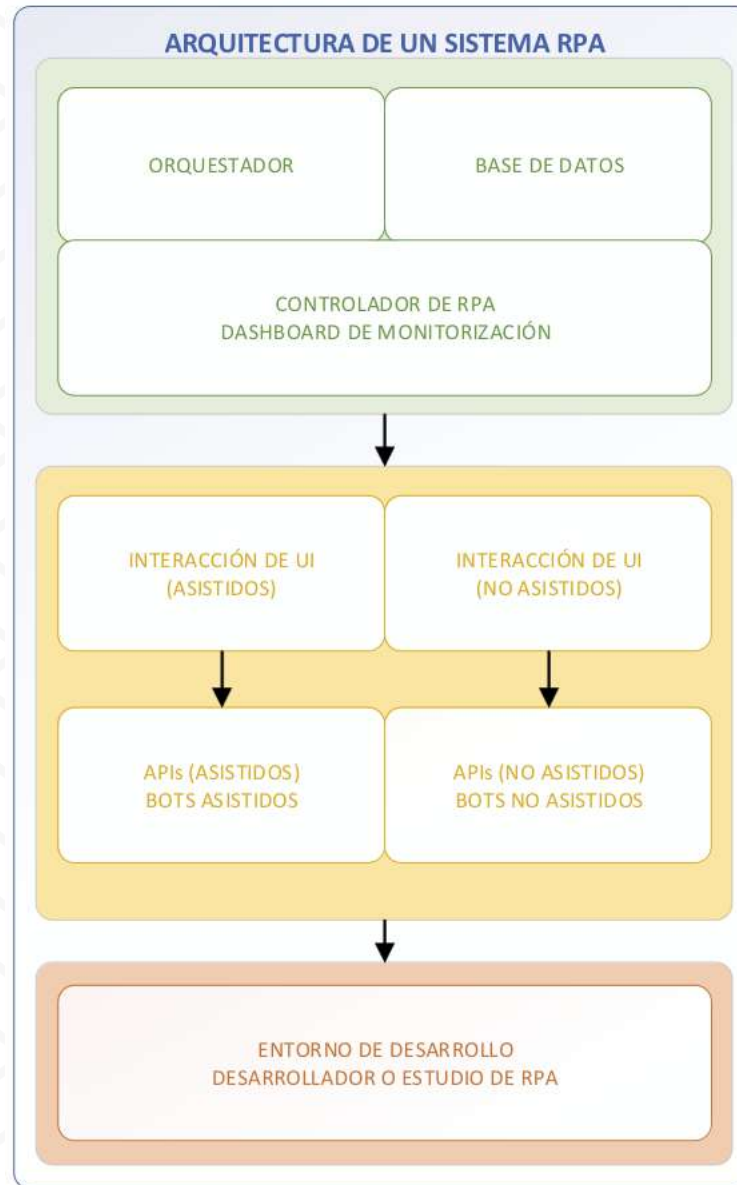 ARQUITECTURA DE UN SISTEMA RPA
ORQUESTADOR
BASE DE DATOS
CONTROLADOR DE RPA
DASHBOARD DE MONITORIZACIÓN
INTERACCIÓN DE UI
(ASISTIDOS)
INTERACCIÓN DE UI
(NO ASISTIDOS)
APIs (ASISTIDOS)
BOTS ASISTIDOS
APIs (NO ASISTIDOS)
BOTS NO ASISTIDOS
ENTORNO DE DESARROLLO
DESARROLLADOR O ESTUDIO DE RPA